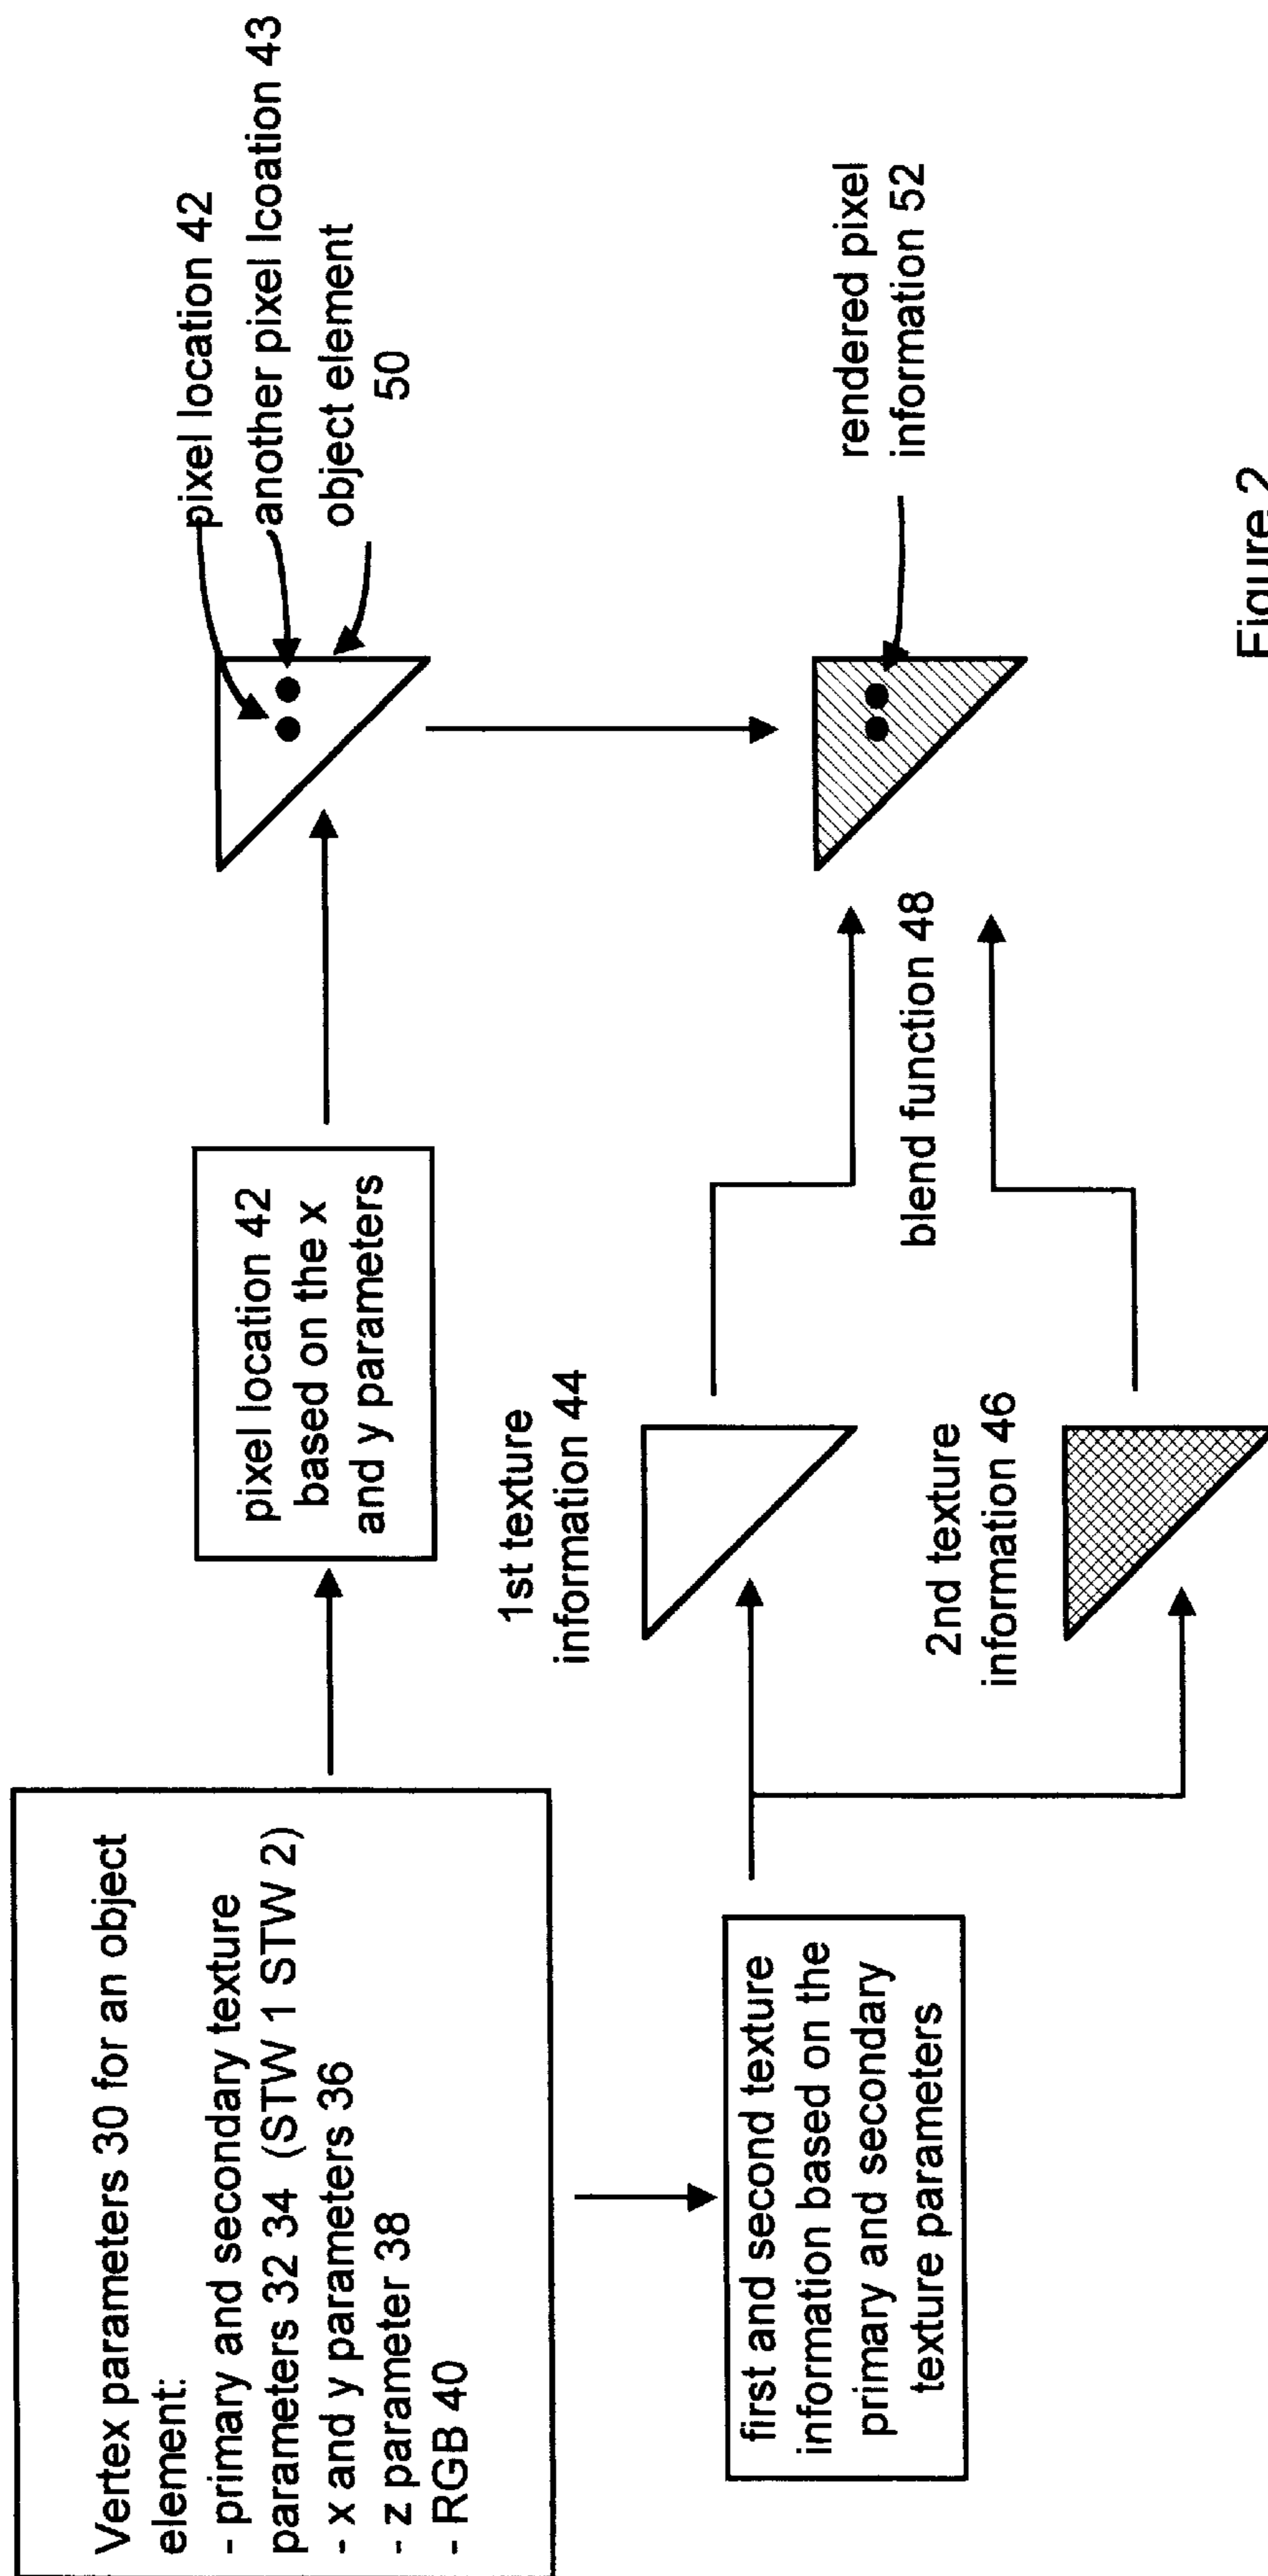 Vertex parameters 30 for an object
element:
- primary and secondary texture
parameters 32 34 (STW 1 STW 2)
- x and y parameters 36
- z parameter 38
- RGB 40
pixel location 42
based on the x
and y parameters
pixel location 42
another pixel lcoation 43
object element
50
first and second texture
information based on the
primary and secondary
texture parameters
1st texture
information 44
2nd texture
information 46
blend function 48
rendered pixel
information 52
Figure 2